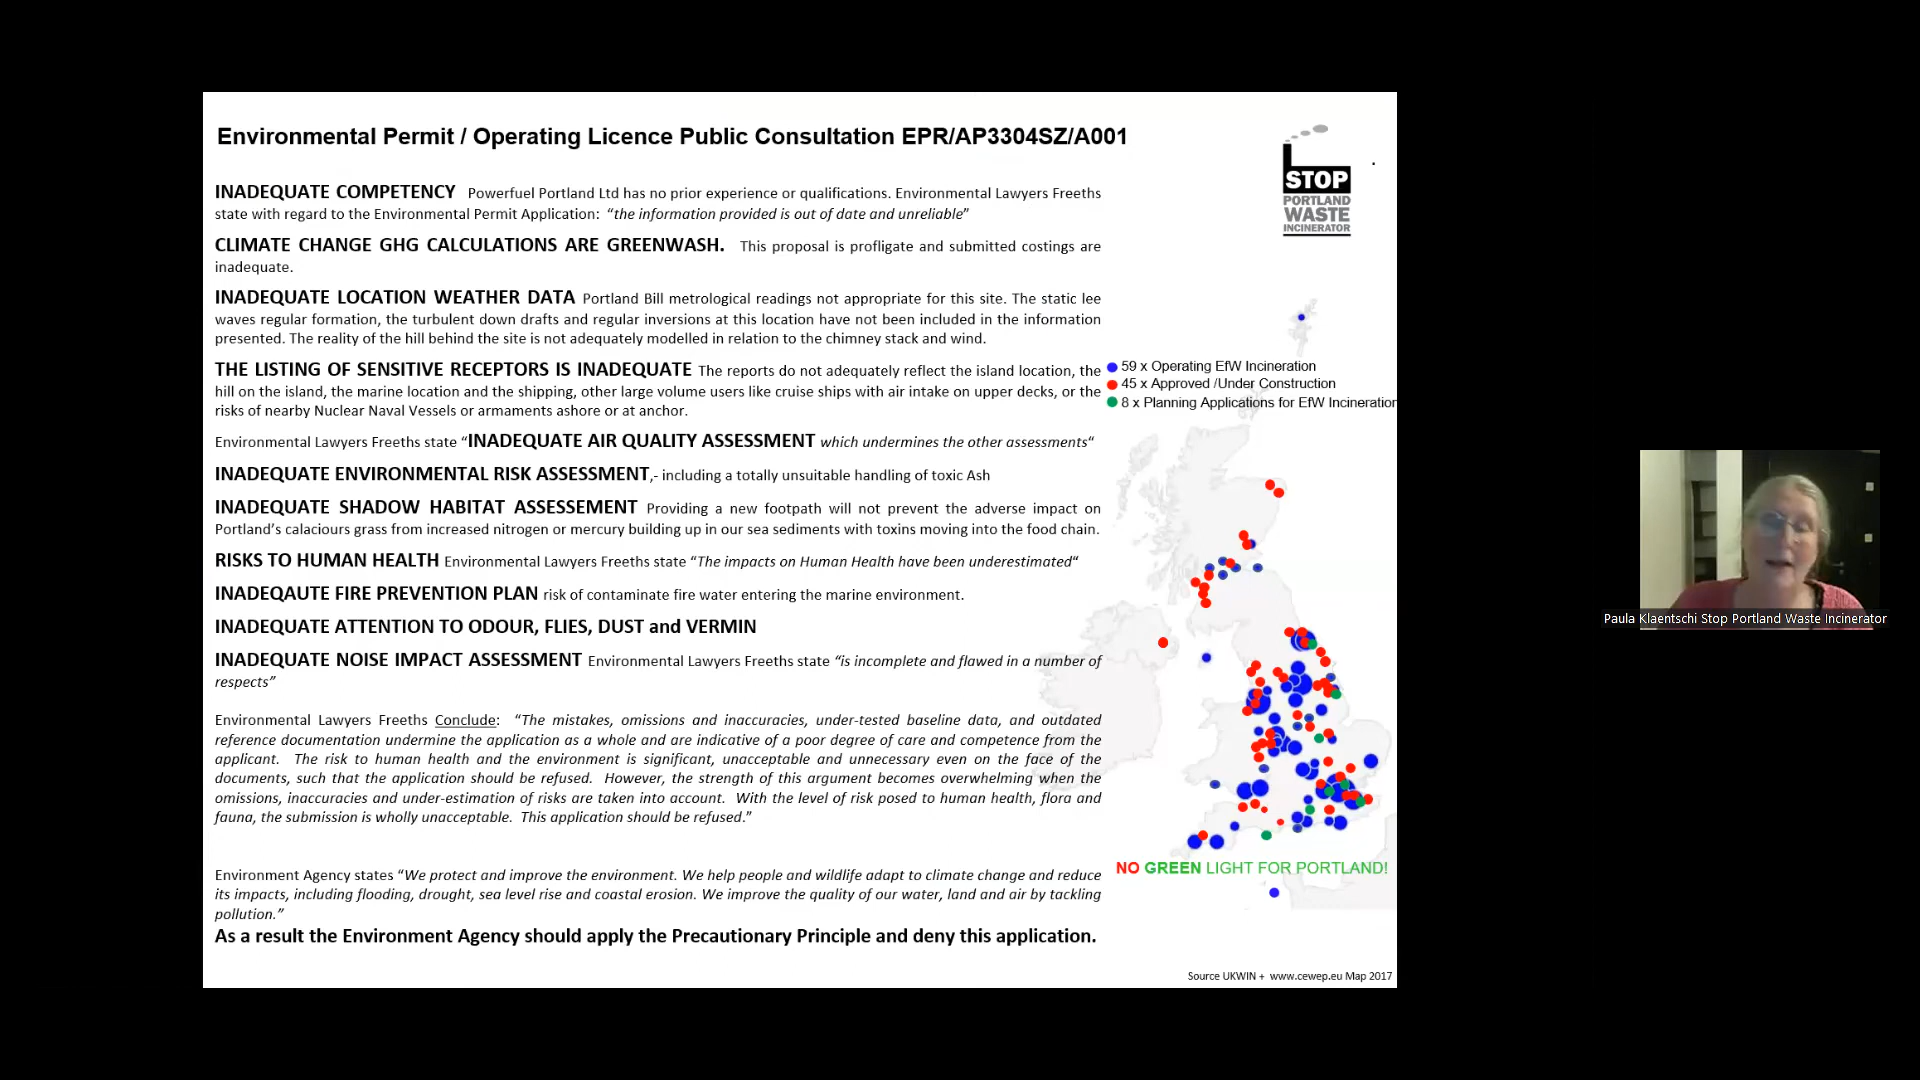 Environmental Permit / Operating Licence Public Consultation EPR/AP3304SZ/A001
STOP
PORTLAND
WASTE
INCINERATOR
INADEQUATE COMPETENCY Powerfuel Portland Ltd has no prior experience or qualifications. Environmental Lawyers Freeths
state with regard to the Environmental Permit Application: “the information provided is out of date and unreliable”
CLIMATE CHANGE GHG CALCULATIONS ARE GREENWASH. This proposal is profligate and submitted costings are
inadequate.
INADEQUATE LOCATION WEATHER DATA Portland Bill metrological readings not appropriate for this site. The static lee
waves regular formation, the turbulent down drafts and regular inversions at this location have not been included in the information
presented. The reality of the hill behind the site is not adequately modelled in relation to the chimney stack and wind.
THE LISTING OF SENSITIVE RECEPTORS IS INADEQUATE The reports do not adequately reflect the island location, the
hill on the island, the marine location and the shipping, other large volume users like cruise ships with air intake on upper decks, or the
risks of nearby Nuclear Naval Vessels or armaments ashore or at anchor.
Environmental Lawyers Freeths state “INADEQUATE AIR QUALITY ASSESSMENT which undermines the other assessments“
INADEQUATE ENVIRONMENTAL RISK ASSESSMENT,- including a totally unsuitable handling of toxic Ash
INADEQUATE SHADOW HABITAT ASSESSEMENT Providing a new footpath will not prevent the adverse impact on
Portland’s calaciours grass from increased nitrogen or mercury building up in our sea sediments with toxins moving into the food chain.
RISKS TO HUMAN HEALTH Environmental Lawyers Freeths state “The impacts on Human Health have been underestimated“
INADEQAUTE FIRE PREVENTION PLAN risk of contaminate fire water entering the marine environment.
INADEQUATE ATTENTION TO ODOUR, FLIES, DUST and VERMIN
INADEQUATE NOISE IMPACT ASSESSMENT Environmental Lawyers Freeths state “is incomplete and flawed in a number of
respects”
Environmental Lawyers Freeths Conclude: “The mistakes, omissions and inaccuracies, under-tested baseline data, and outdated
reference documentation undermine the application as a whole and are indicative of a poor degree of care and competence from the
applicant. The risk to human health and the environment is significant, unacceptable and unnecessary even on the face of the
documents, such that the application should be refused. However, the strength of this argument becomes overwhelming when the
omissions, inaccuracies and under-estimation of risks are taken into account. With the level of risk posed to human health, flora and
fauna, the submission is wholly unacceptable. This application should be refused.”
Environment Agency states “We protect and improve the environment. We help people and wildlife adapt to climate change and reduce
its impacts, including flooding, drought, sea level rise and coastal erosion. We improve the quality of our water, land and air by tackling
pollution.”
As a result the Environment Agency should apply the Precautionary Principle and deny this application.
59 x Operating EfW Incineration
45 x Approved /Under Construction
8 x Planning Applications for EfW Incineration
NO GREEN LIGHT FOR PORTLAND!
Source UKWIN + www.cewep.eu Map 2017
Paula Klaentschi Stop Portland Waste Incinerator